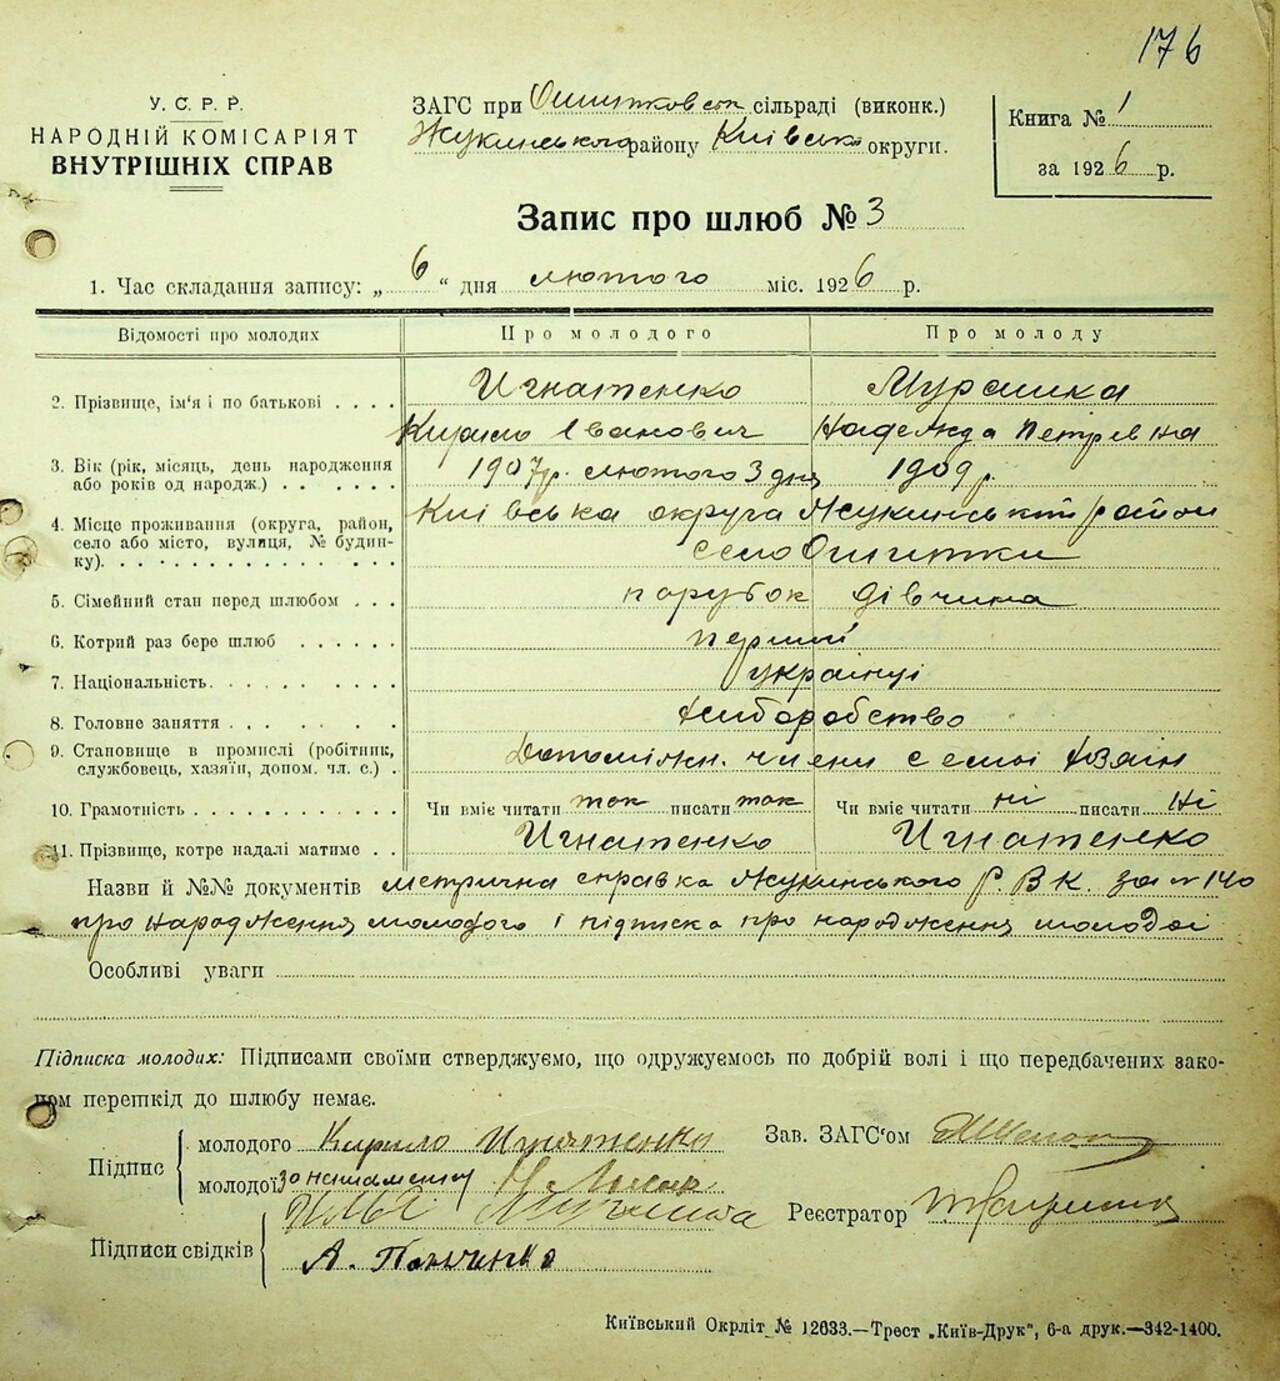 176
У. С. Р. Р.
НАРОДНІЙ КОМІСАРІЯТ
ВНУТРІШНІХ СПРАВ
ЗАГС при Ошитковськ сільраді (виконк.)
Жукинського району Київсько округи.
Книга № 1
за 1926 р.
Запис про шлюб № 3
1. Час складання запису: „ 6 " дня лютого міс. 1926 р.
Відомості про молодих Про молодого Про молоду
2. Прізвище, ім'я і по батькові . . . . Игнатенко Мурашка
Кирило Іванович Надежда Петрівна
3. Вік (рік, місяць, день народження або років од народж.) . . . . . . 1907 р. лютого 3 дня 1909 р
4. Місце проживання (округа, район, село або місто, вулиця, № будинку). Київська округа Жукинський район
село Ошитки
5. Сімейний стан перед шлюбом . . . парубок дівчина
6. Котрий раз бере шлюб . . . . . . перший
7. Національність. . . . . . . . . . українці
8. Головне заняття . . . . . . . хліборобство
9. Становище в промислі (робітник, службовець, хазяїн, допом. чл. с.) . Допоміжн. члени семьї хозяїн
10. Грамотність . . . . . . . . . . . Чи вміє читати так писати так Чи вміє читати ні писати ні
11. Прізвище, котре надалі матиме . . Игнатенко Игнатенко
Назви й №№ документів метрична справка Жукинського Р. В К. за № 140
про народження молодого і підписка про народження молодої
Особливі уваги
Підписка молодих: Підписами своїми стверджуємо, що одружуємось по добрій волі і що передбачених зако-
ном перешкід до шлюбу немає.
Підпис
молодого Кирило Игнатенко
молодої
Зав. ЗАГС'ом
Реєстратор
Підписи свідків
А. Панченко
Київський Окрліт № 12633.—Трест „Київ-Друк", 6-а друк.—342-1400.